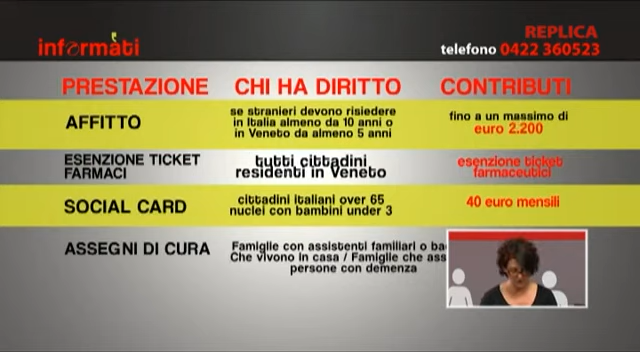 informati
REPLICA
telefono 0422 360523
PRESTAZIONE CHI HA DIRITTO CONTRIBUTI
AFFITTO
se stranieri devono risiedere
in Italia almeno da 10 anni o
in Veneto da almeno 5 anni
fino a un massimo di
euro 2.200
ESENZIONE TICKET
FARMACI
tutti cittadini
residenti in Veneto
esenzione ticket
farmaceutici
SOCIAL CARD
cittadini italiani over 65
nuclei con bambini under 3
40 euro mensili
ASSEGNI DI CURA
Famiglie con assistenti familiari o
Che vivono in casa / Famiglie che
persone con demenza